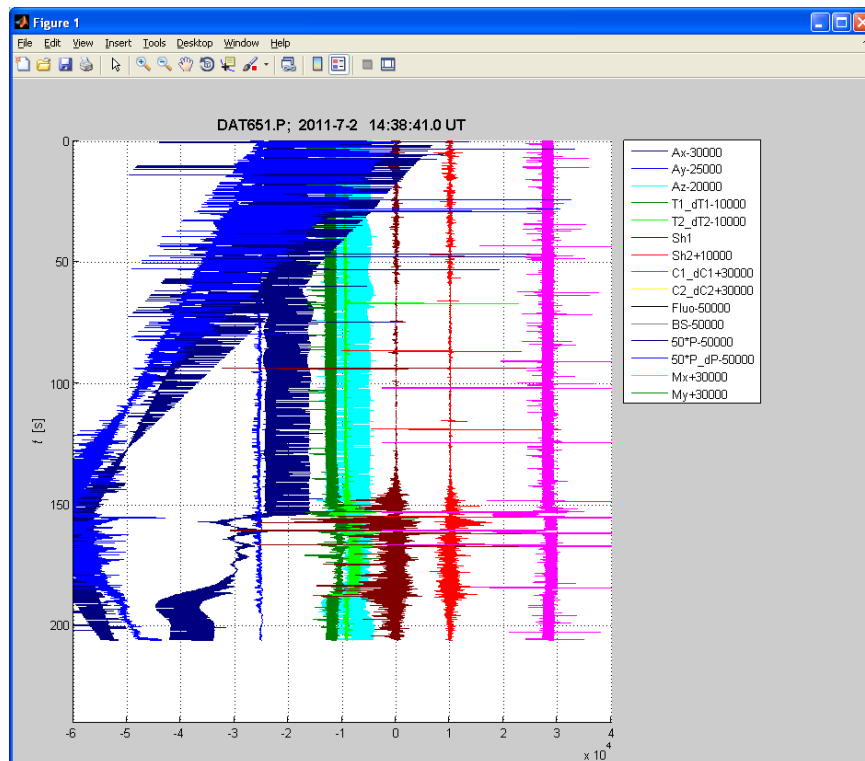 Figure 1
File Edit View Insert Tools Desktop Window Help
DAT651.P; 2011-7-2 14:38:41.0 UT
0
50
100
150
200
t [s]
-6 -5 -4 -3 -2 -1 0 1 2 3 4
x 10^4
Ax-30000
Ay-25000
Az-20000
T1_dT1-10000
T2_dT2-10000
Sh1
Sh2+10000
C1_dC1+30000
C2_dC2+30000
Fluo-50000
BS-50000
50*P-50000
50*P_dP-50000
Mx+30000
My+30000